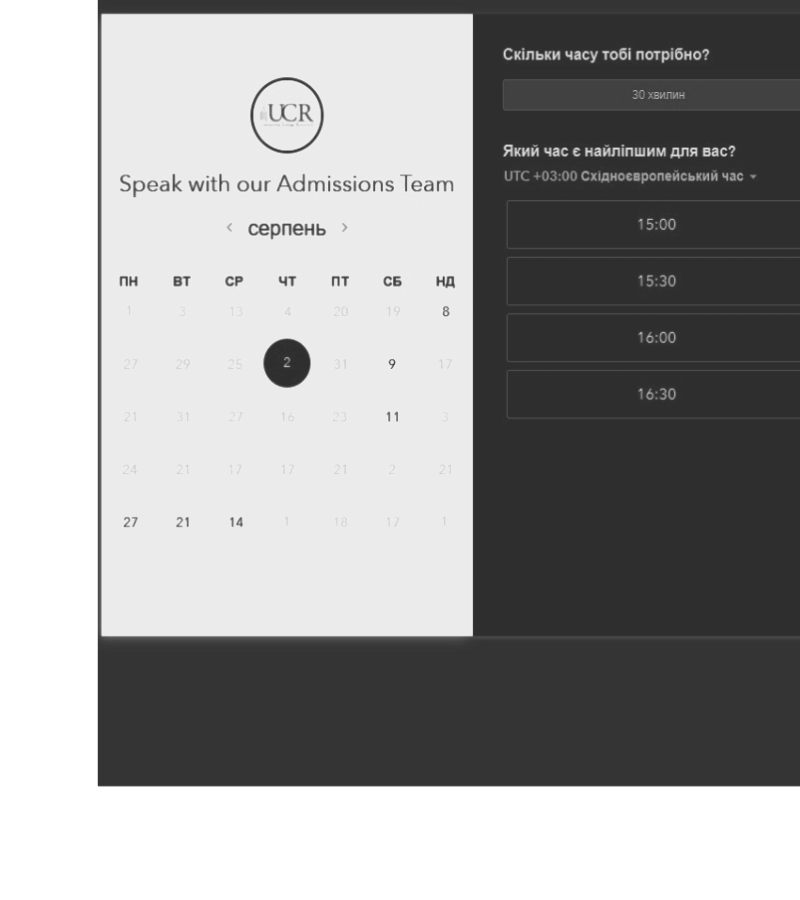 UCR
Speak with our Admissions Team
серпень
ПН ВТ СР ЧТ ПТ СБ НД
1 3 13 4 20 19 8
27 29 25 2 31 9 17
21 31 27 16 23 11 3
24 21 17 17 21 2 21
27 21 14 1 18 17 1
Скільки часу тобі потрібно?
30 хвилин
Який час є найліпшим для вас?
UTC +03:00 Східноєвропейський час
15:00
15:30
16:00
16:30